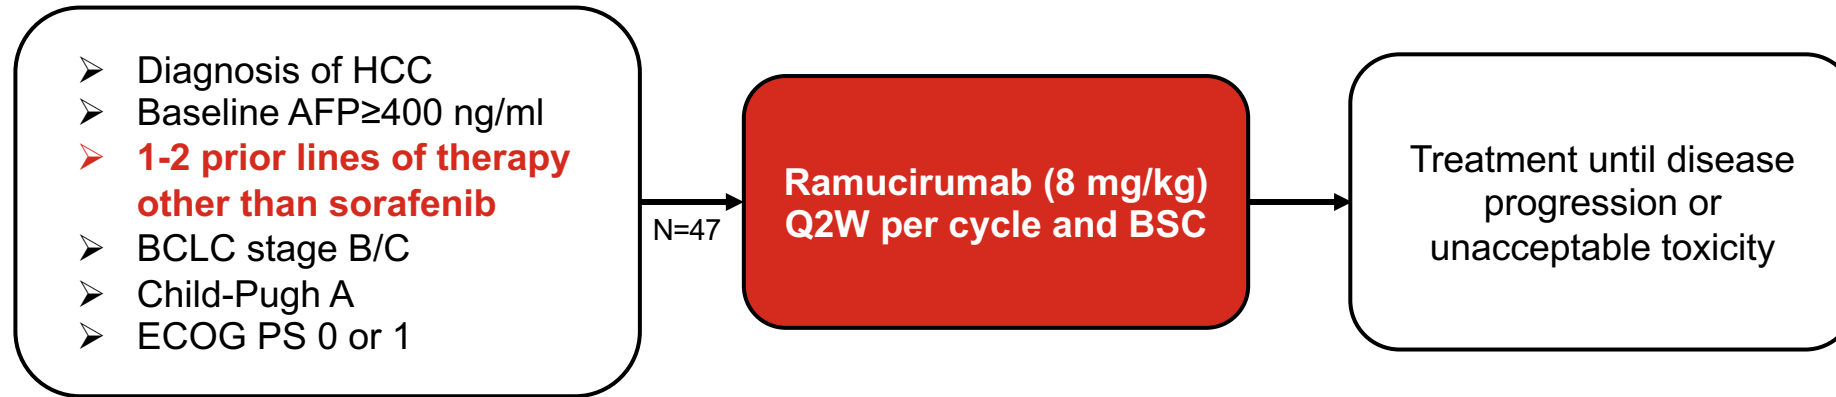 ➢ Diagnosis of HCC
➢ Baseline AFP≥400 ng/ml
➢ 1-2 prior lines of therapy
other than sorafenib
➢ BCLC stage B/C
➢ Child-Pugh A
➢ ECOG PS 0 or 1
N=47
Ramucirumab (8 mg/kg)
Q2W per cycle and BSC
Treatment until disease
progression or
unacceptable toxicity